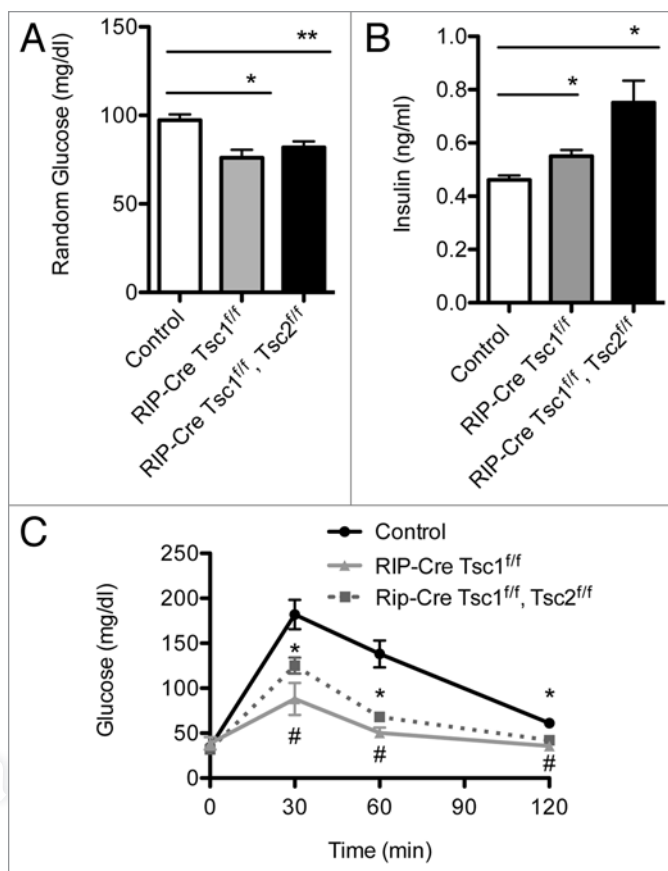 A
Random Glucose (mg/dl)
150
100
50
0
**
*
Control
RIP-Cre Tsc1f/f
RIP-Cre Tsc1f/f, Tsc2f/f
B
Insulin (ng/ml)
1.0
0.8
0.6
0.4
0.2
0.0
*
*
Control
RIP-Cre Tsc1f/f
RIP-Cre Tsc1f/f, Tsc2f/f
C
Control
RIP-Cre Tsc1f/f
Rip-Cre Tsc1f/f, Tsc2f/f
Glucose (mg/dl)
250
200
150
100
50
0
* * *
# # #
0 30 60 90 120
Time (min)